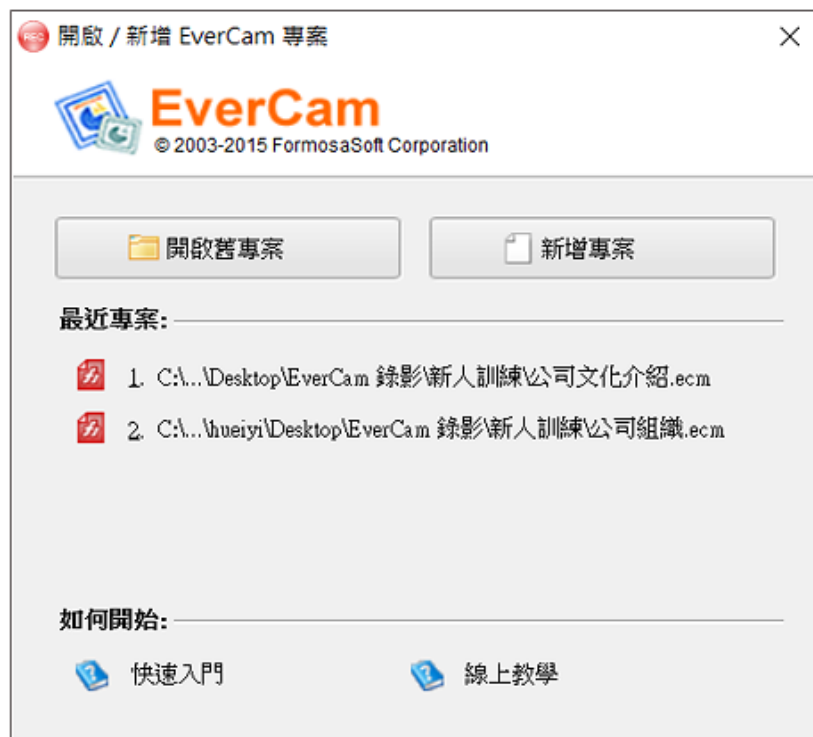 開啟 / 新增 EverCam 專案
EverCam
© 2003-2015 FormosaSoft Corporation
開啟舊專案 新增專案
最近專案:
1. C:\...\Desktop\EverCam 錄影\新人訓練\公司文化介紹.ecm
2. C:\...\hueiyi\Desktop\EverCam 錄影\新人訓練\公司組織.ecm
如何開始:
快速入門 線上教學